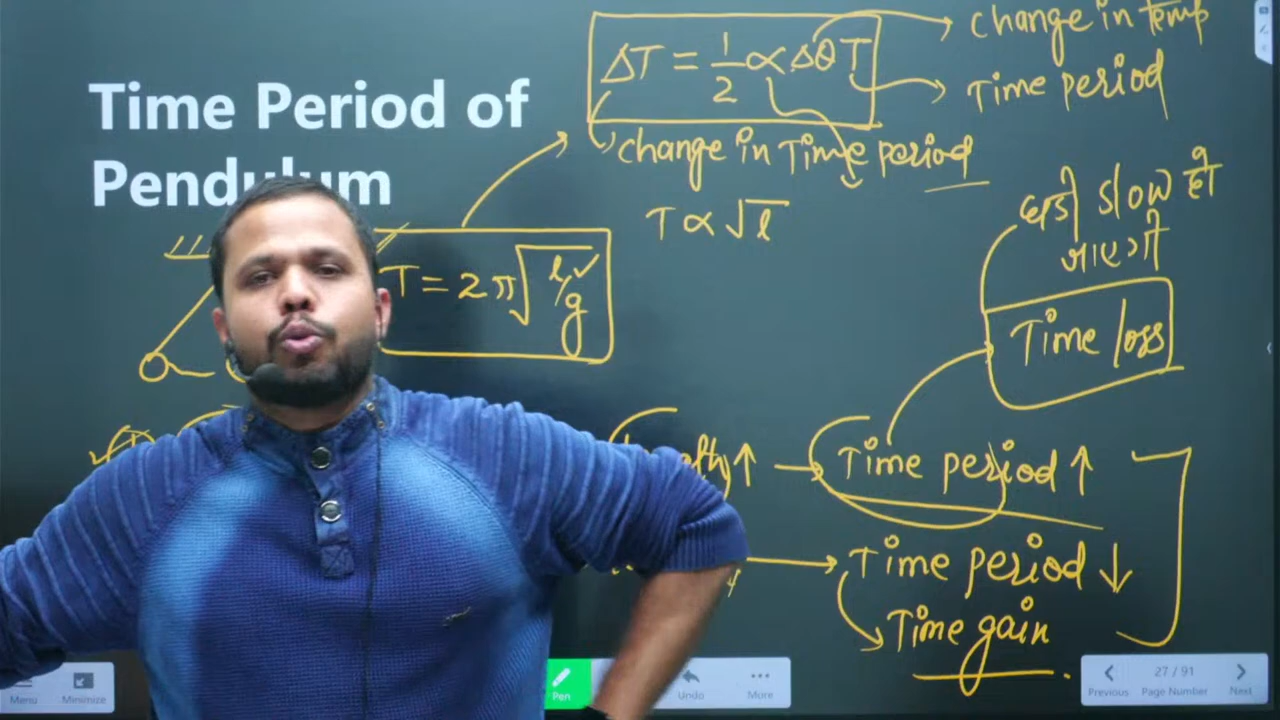 Time Period of
Pendulum
ΔT = 1/2 ∝ Δθ T
change in temp
Time period
change in Time period
T ∝ √l
T = 2π√l/g
घड़ी slow हो
जाएगी
Time loss
Time period ↑
Time period ↓
Time gain
Menu
Minimize
Pen
Undo
More
Previous
27 / 91
Page Number
Next